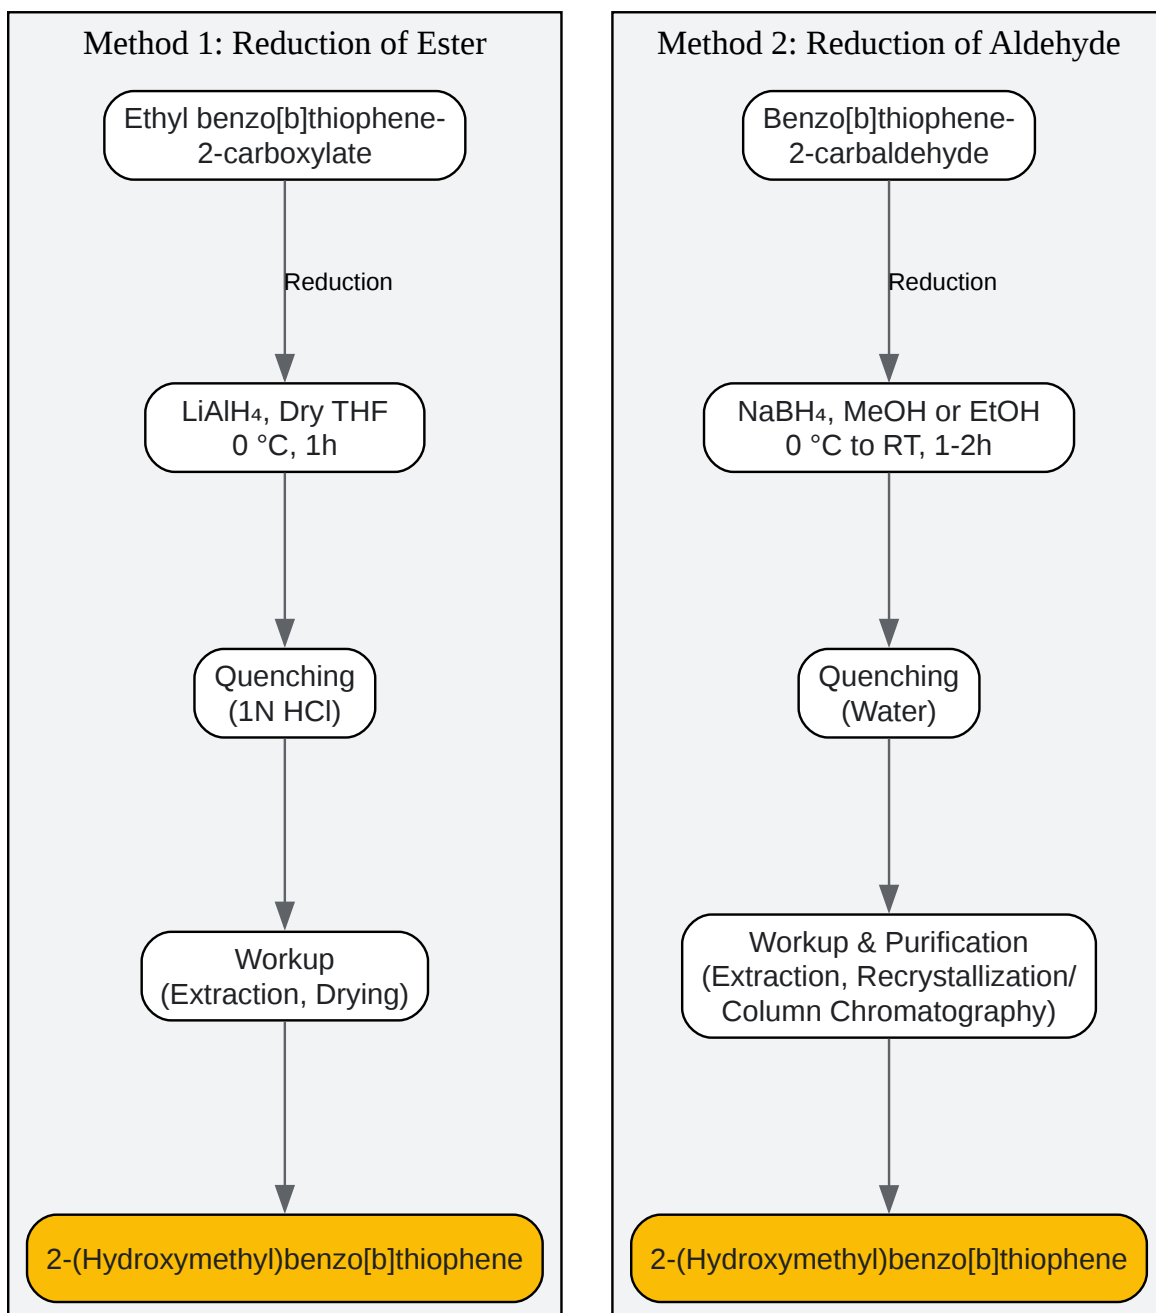 Method 1: Reduction of Ester
Ethyl benzo[b]thiophene-
2-carboxylate
Reduction
LiAlH₄, Dry THF
0 °C, 1h
Quenching
(1N HCl)
Workup
(Extraction, Drying)
2-(Hydroxymethyl)benzo[b]thiophene
Method 2: Reduction of Aldehyde
Benzo[b]thiophene-
2-carbaldehyde
Reduction
NaBH₄, MeOH or EtOH
0 °C to RT, 1-2h
Quenching
(Water)
Workup & Purification
(Extraction, Recrystallization/
Column Chromatography)
2-(Hydroxymethyl)benzo[b]thiophene